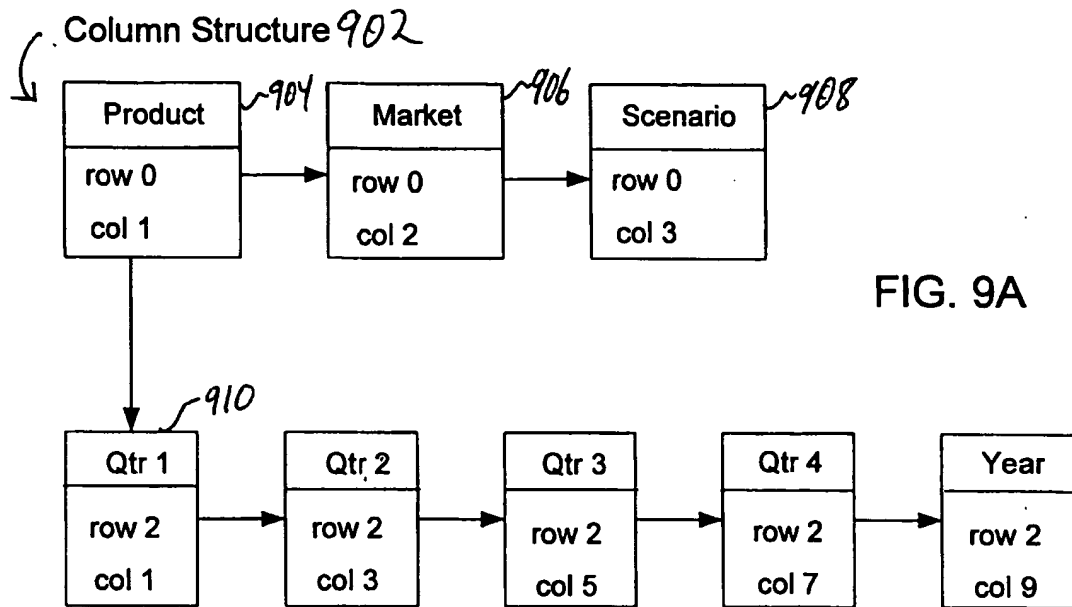 Column Structure 902
Product 904
row 0
col 1
Market 906
row 0
col 2
Scenario 908
row 0
col 3
FIG. 9A
910
Qtr 1
row 2
col 1
Qtr 2
row 2
col 3
Qtr 3
row 2
col 5
Qtr 4
row 2
col 7
Year
row 2
col 9